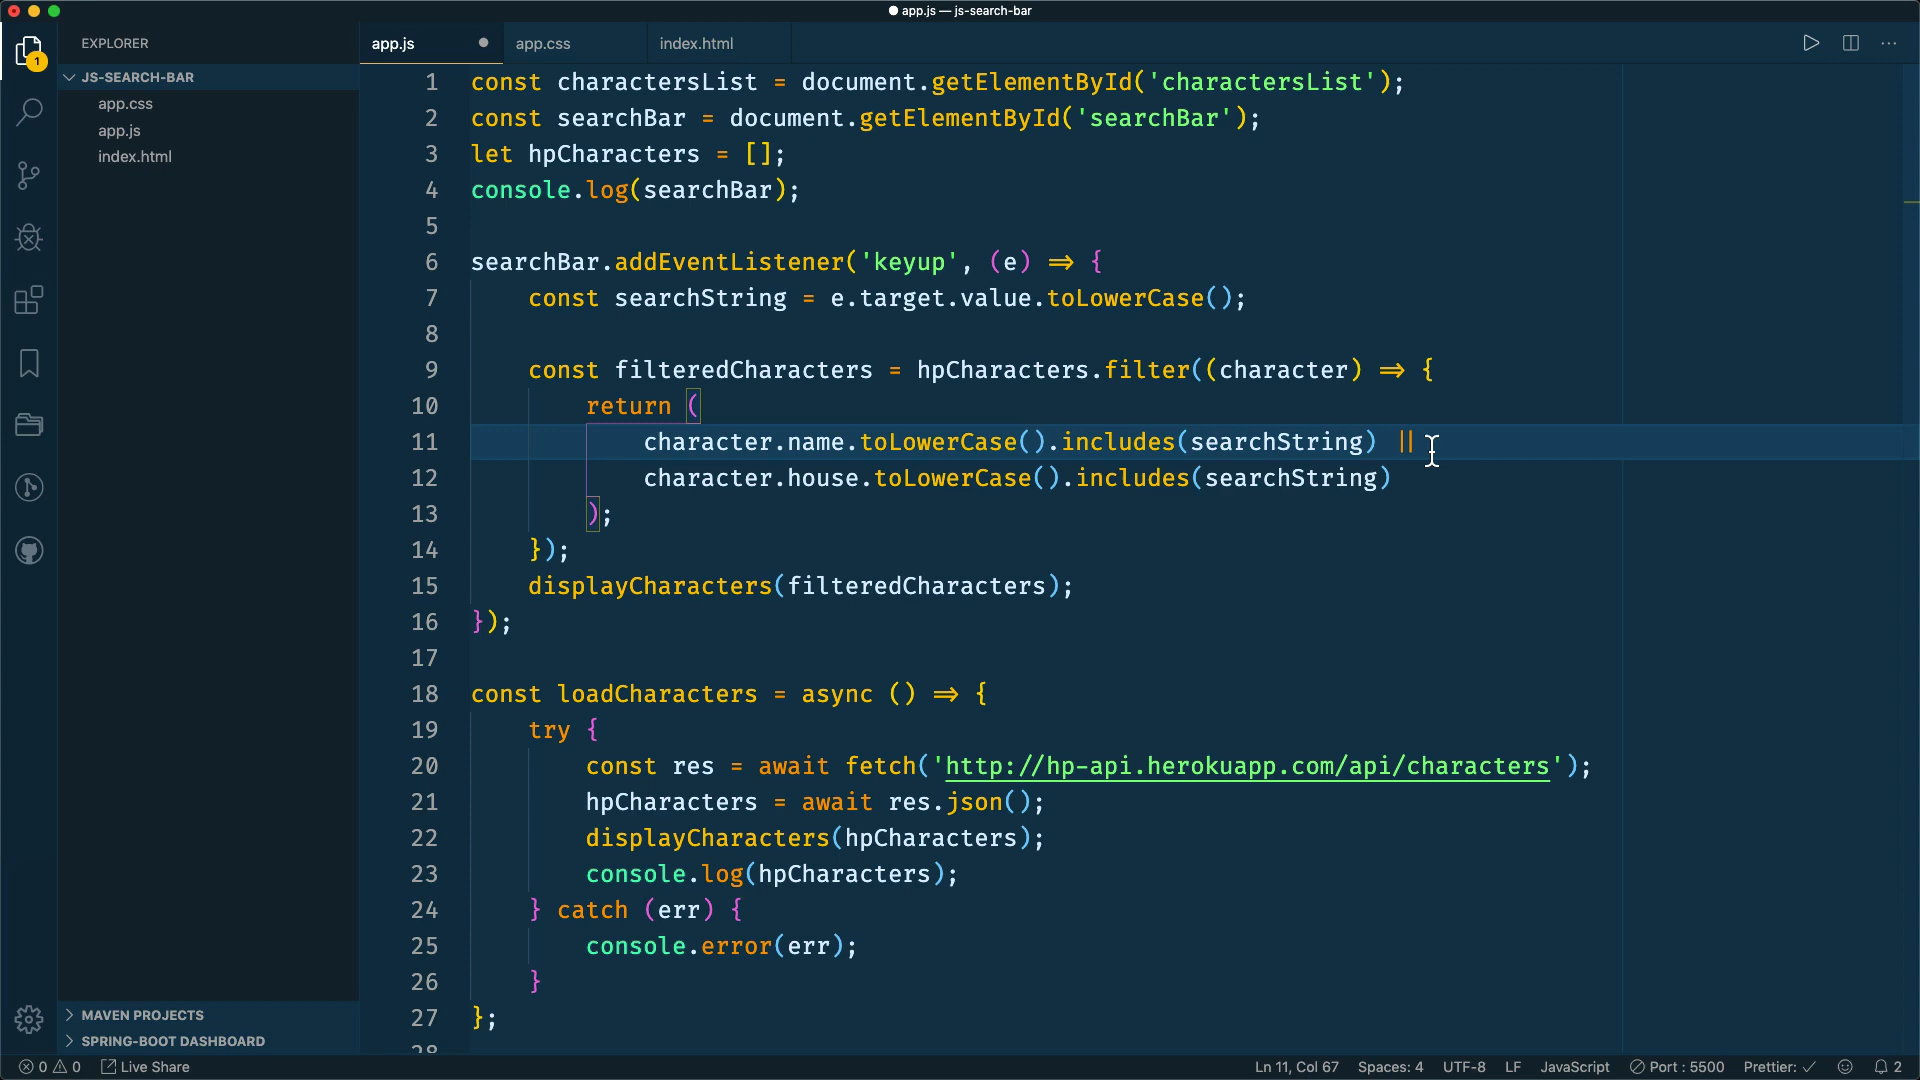 app.js — js-search-bar
EXPLORER
1
JS-SEARCH-BAR
app.css
app.js
index.html
MAVEN PROJECTS
SPRING-BOOT DASHBOARD
app.js
app.css
index.html
1 const charactersList = document.getElementById('charactersList');
2 const searchBar = document.getElementById('searchBar');
3 let hpCharacters = [];
4 console.log(searchBar);
5
6 searchBar.addEventListener('keyup', (e) ⇒ {
7 const searchString = e.target.value.toLowerCase();
8
9 const filteredCharacters = hpCharacters.filter((character) ⇒ {
10 return (
11 character.name.toLowerCase().includes(searchString) ||
12 character.house.toLowerCase().includes(searchString)
13 );
14 });
15 displayCharacters(filteredCharacters);
16 });
17
18 const loadCharacters = async () ⇒ {
19 try {
20 const res = await fetch('http://hp-api.herokuapp.com/api/characters');
21 hpCharacters = await res.json();
22 displayCharacters(hpCharacters);
23 console.log(hpCharacters);
24 } catch (err) {
25 console.error(err);
26 }
27 };
28
0 0 Live Share
Ln 11, Col 67 Spaces: 4 UTF-8 LF JavaScript Port : 5500 Prettier: ✓ 2